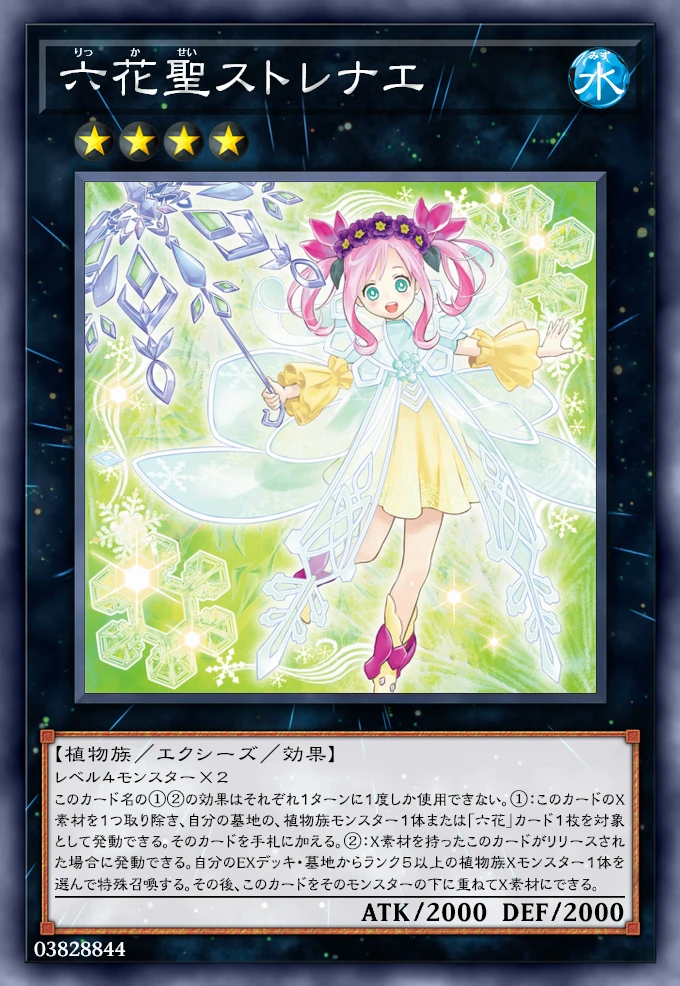 りっ か せい
六花聖ストレナエ
みず
水
【植物族／エクシーズ／効果】
レベル４モンスター×２
このカード名の①②の効果はそれぞれ１ターンに１度しか使用できない。①：このカードのX
素材を１つ取り除き、自分の墓地の、植物族モンスター１体または「六花」カード１枚を対象
として発動できる。そのカードを手札に加える。②：X素材を持ったこのカードがリリースされ
た場合に発動できる。自分のEXデッキ・墓地からランク５以上の植物族Xモンスター１体を
選んで特殊召喚する。その後、このカードをそのモンスターの下に重ねてX素材にできる。
ATK/2000 DEF/2000
03828844